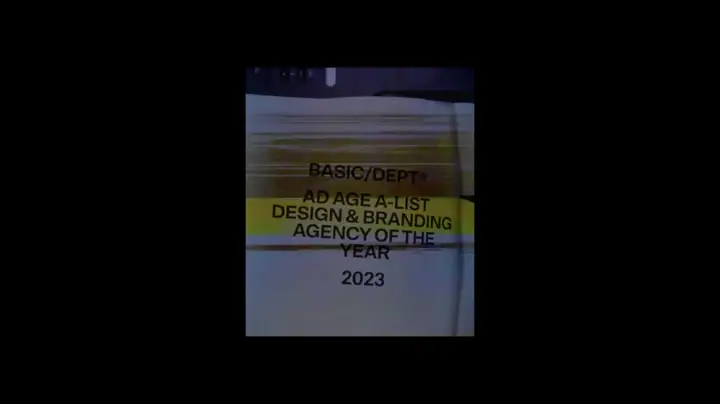 BASIC/DEPT®
AD AGE A-LIST
DESIGN & BRANDING
AGENCY OF THE
YEAR
2023